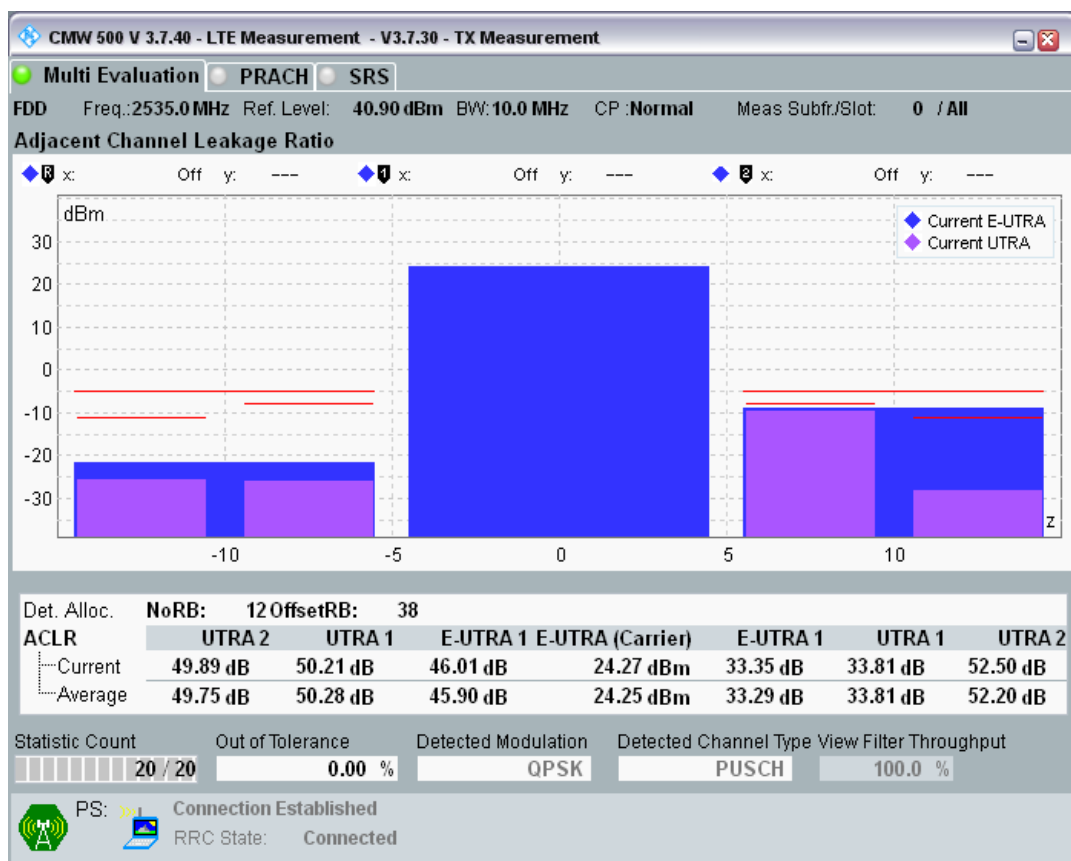 CMW 500 V 3.7.40 - LTE Measurement - V3.7.30 - TX Measurement
Multi Evaluation PRACH SRS
FDD Freq.:2535.0 MHz Ref. Level: 40.90 dBm BW:10.0 MHz CP :Normal Meas Subfr./Slot: 0 / All
Adjacent Channel Leakage Ratio
R x: Off y: --- 1 x: Off y: --- 2 x: Off y: ---
dBm
Current E-UTRA
Current UTRA
30
20
10
0
-10
-20
-30
z
-10 -5 0 5 10
Det. Alloc. NoRB: 12 OffsetRB: 38
ACLR UTRA 2 UTRA 1 E-UTRA 1 E-UTRA (Carrier) E-UTRA 1 UTRA 1 UTRA 2
Current 49.89 dB 50.21 dB 46.01 dB 24.27 dBm 33.35 dB 33.81 dB 52.50 dB
Average 49.75 dB 50.28 dB 45.90 dB 24.25 dBm 33.29 dB 33.81 dB 52.20 dB
Statistic Count Out of Tolerance Detected Modulation Detected Channel Type View Filter Throughput
20 / 20 0.00 % QPSK PUSCH 100.0 %
PS: Connection Established
RRC State: Connected